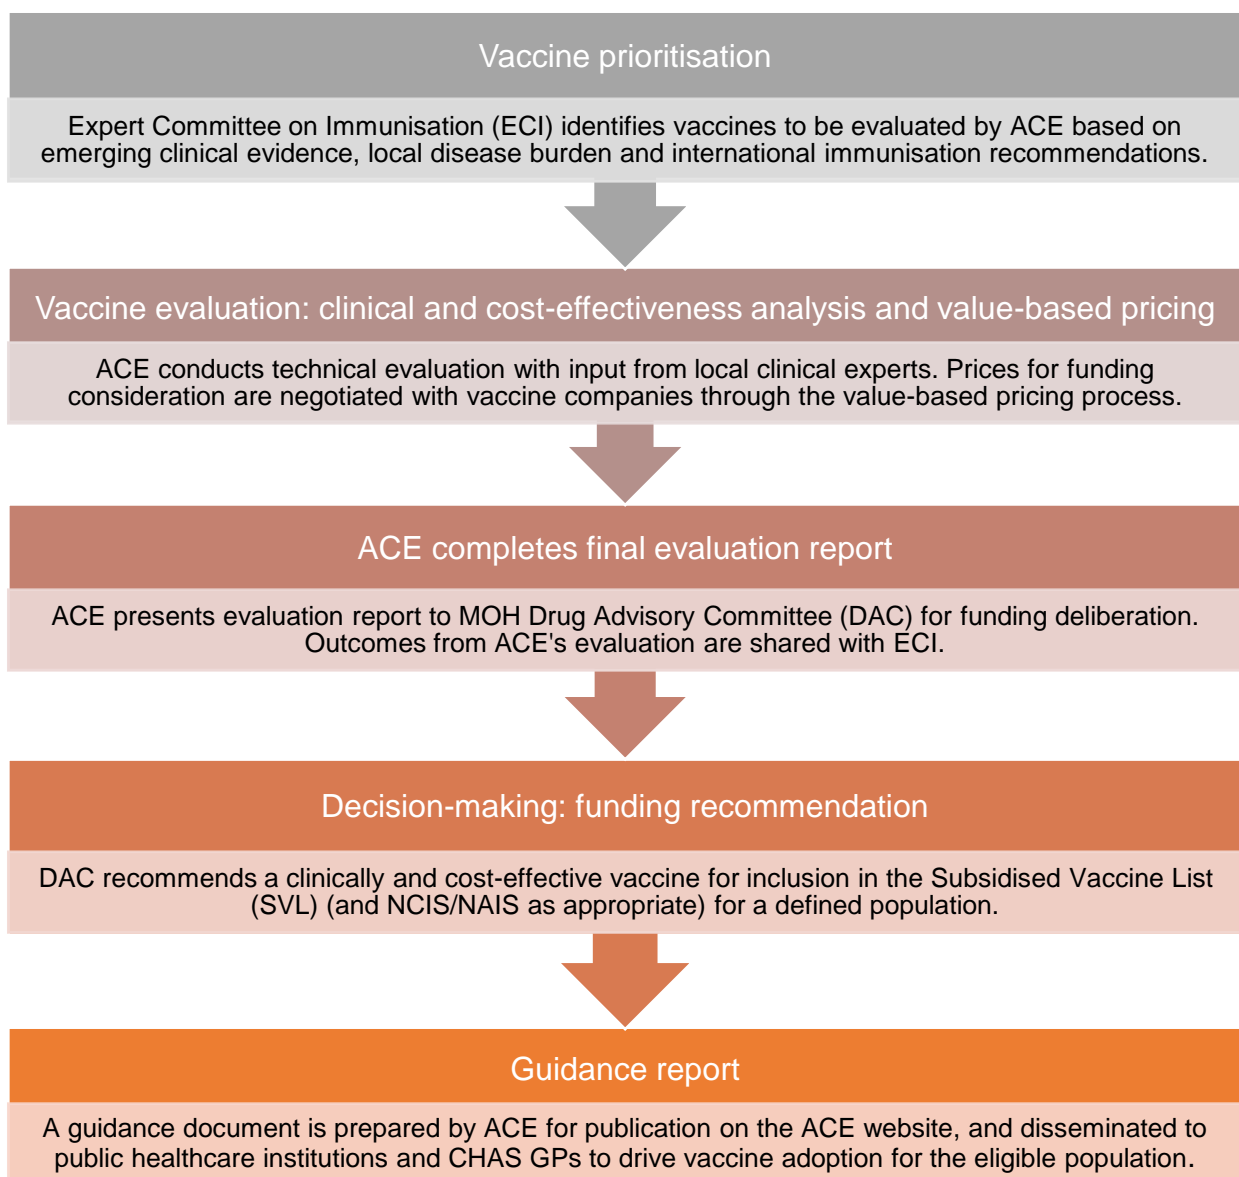 Vaccine prioritisation
Expert Committee on Immunisation (ECI) identifies vaccines to be evaluated by ACE based on
emerging clinical evidence, local disease burden and international immunisation recommendations.
Vaccine evaluation: clinical and cost-effectiveness analysis and value-based pricing
ACE conducts technical evaluation with input from local clinical experts. Prices for funding
consideration are negotiated with vaccine companies through the value-based pricing process.
ACE completes final evaluation report
ACE presents evaluation report to MOH Drug Advisory Committee (DAC) for funding deliberation.
Outcomes from ACE's evaluation are shared with ECI.
Decision-making: funding recommendation
DAC recommends a clinically and cost-effective vaccine for inclusion in the Subsidised Vaccine List
(SVL) (and NCIS/NAIS as appropriate) for a defined population.
Guidance report
A guidance document is prepared by ACE for publication on the ACE website, and disseminated to
public healthcare institutions and CHAS GPs to drive vaccine adoption for the eligible population.